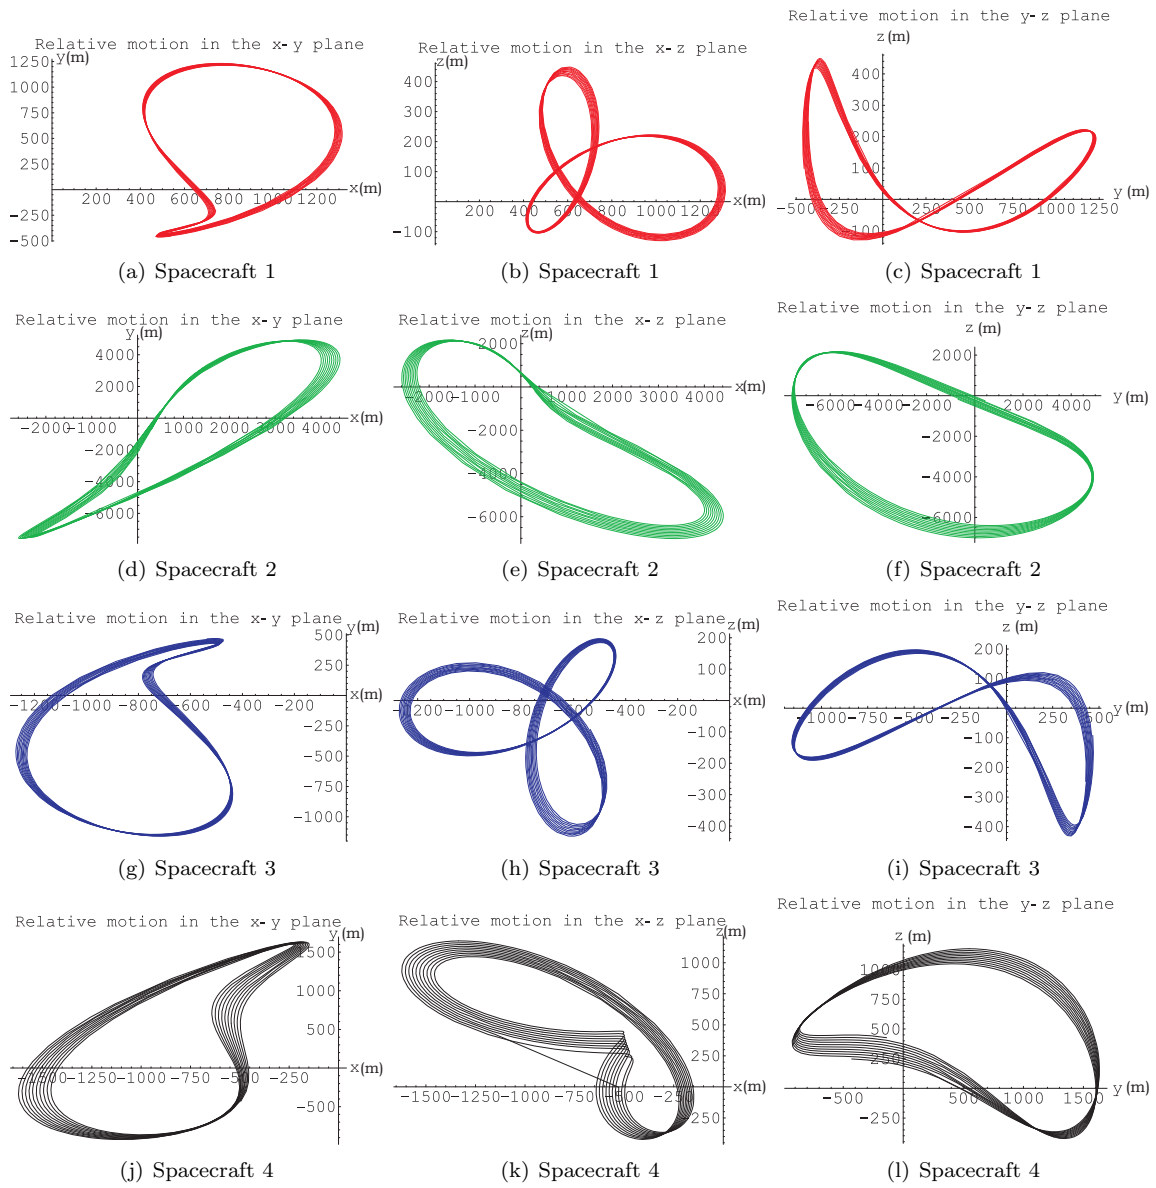 Relative motion in the x-y plane
y(m)
1250
1000
750
500
250
-250
-500
200 400 600 800 1000 1200
x(m)
(a) Spacecraft 1
Relative motion in the x-z plane
z(m)
400
300
200
100
-100
200 400 600 800 1000 1200
x(m)
(b) Spacecraft 1
Relative motion in the y-z plane
z(m)
400
300
200
100
-100
-500 -250 250 500 750 1000 1250
y (m)
(c) Spacecraft 1
Relative motion in the x-y plane
y(m)
4000
2000
-2000
-4000
-6000
-2000 -1000 1000 2000 3000 4000
x(m)
(d) Spacecraft 2
Relative motion in the x-z plane
z(m)
2000
-2000
-4000
-6000
-2000 -1000 1000 2000 3000 4000
x(m)
(e) Spacecraft 2
Relative motion in the y-z plane
z (m)
2000
-2000
-4000
-6000
-6000 -4000 -2000 2000 4000
y(m)
(f) Spacecraft 2
Relative motion in the x-y plane
y(m)
500
250
-250
-500
-750
-1000
-1200 -1000 -800 -600 -400 -200
x(m)
(g) Spacecraft 3
Relative motion in the x-z plane
z(m)
200
100
-100
-200
-300
-400
-1200 -1000 -800 -600 -400 -200
x(m)
(h) Spacecraft 3
Relative motion in the y-z plane
z (m)
200
100
-100
-200
-300
-400
-1000 -750 -500 -250 250 500
y(m)
(i) Spacecraft 3
Relative motion in the x-y plane
y(m)
1500
1000
500
-500
-1500 -1250 -1000 -750 -500 -250
x(m)
(j) Spacecraft 4
Relative motion in the x-z plane
z(m)
1000
750
500
250
-250
-1500 -1250 -1000 -750 -500 -250
x(m)
(k) Spacecraft 4
Relative motion in the y-z plane
z (m)
1000
750
500
250
-250
-500 500 1000 1500
y(m)
(l) Spacecraft 4